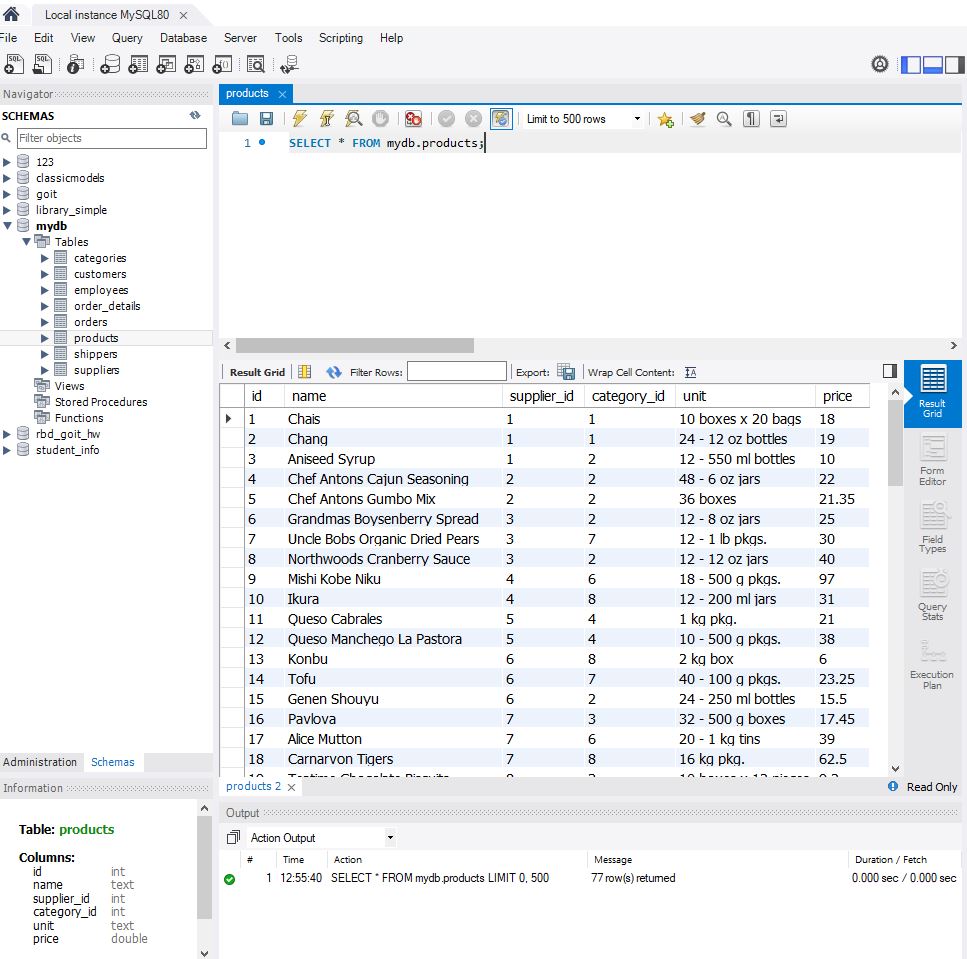 Local instance MySQL80
File Edit View Query Database Server Tools Scripting Help
Navigator
SCHEMAS
Filter objects
123
classicmodels
goit
library_simple
mydb
Tables
categories
customers
employees
order_details
orders
products
shippers
suppliers
Views
Stored Procedures
Functions
rbd_goit_hw
student_info
Administration Schemas
Information
Table: products
Columns:
id int
name text
supplier_id int
category_id int
unit text
price double
products
Limit to 500 rows
1 SELECT * FROM mydb.products;
Result Grid Filter Rows: Export: Wrap Cell Content: IA
id name supplier_id category_id unit price
1 Chais 1 1 10 boxes x 20 bags 18
2 Chang 1 1 24 - 12 oz bottles 19
3 Aniseed Syrup 1 2 12 - 550 ml bottles 10
4 Chef Antons Cajun Seasoning 2 2 48 - 6 oz jars 22
5 Chef Antons Gumbo Mix 2 2 36 boxes 21.35
6 Grandmas Boysenberry Spread 3 2 12 - 8 oz jars 25
7 Uncle Bobs Organic Dried Pears 3 7 12 - 1 lb pkgs. 30
8 Northwoods Cranberry Sauce 3 2 12 - 12 oz jars 40
9 Mishi Kobe Niku 4 6 18 - 500 g pkgs. 97
10 Ikura 4 8 12 - 200 ml jars 31
11 Queso Cabrales 5 4 1 kg pkg. 21
12 Queso Manchego La Pastora 5 4 10 - 500 g pkgs. 38
13 Konbu 6 8 2 kg box 6
14 Tofu 6 7 40 - 100 g pkgs. 23.25
15 Genen Shouyu 6 2 24 - 250 ml bottles 15.5
16 Pavlova 7 3 32 - 500 g boxes 17.45
17 Alice Mutton 7 6 20 - 1 kg tins 39
18 Carnarvon Tigers 7 8 16 kg pkg. 62.5
Result Grid
Form Editor
Field Types
Query Stats
Execution Plan
products 2
Read Only
Output
Action Output
# Time Action Message Duration / Fetch
1 12:55:40 SELECT * FROM mydb.products LIMIT 0, 500 77 row(s) returned 0.000 sec / 0.000 sec